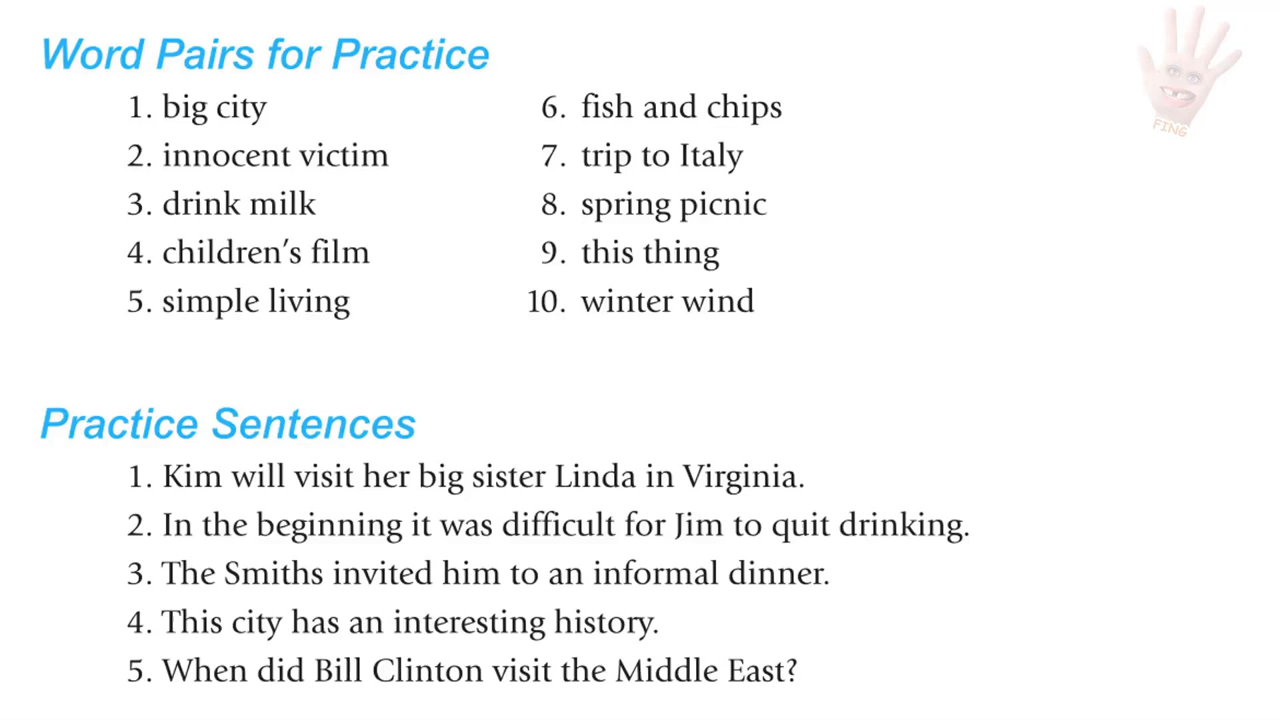 Word Pairs for Practice
1. big city
2. innocent victim
3. drink milk
4. children's film
5. simple living
6. fish and chips
7. trip to Italy
8. spring picnic
9. this thing
10. winter wind
Practice Sentences
1. Kim will visit her big sister Linda in Virginia.
2. In the beginning it was difficult for Jim to quit drinking.
3. The Smiths invited him to an informal dinner.
4. This city has an interesting history.
5. When did Bill Clinton visit the Middle East?
FING